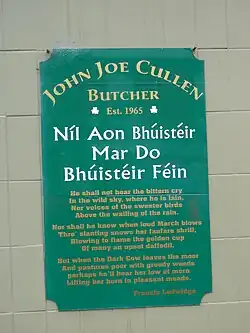 JOHN JOE CULLEN
BUTCHER
EST. 1965
Níl Aon Bhúistéir
Mar Do
Bhúistéir Féin
He shall not hear the bittern cry
In the wild sky, where he is lain,
Nor voices of the sweeter birds
Above the wailing of the rain.
Nor shall he know when loud March blows
Thro' slanting snows her fanfare shrill,
Blowing to flame the golden cup
Of many an upset daffodil.
But when the Dark Cow leaves the moor
And pastures poor with greedy weeds
perhaps he'll hear her low at morn
Lifting her horn in pleasant meads.
Francis Ledwidge